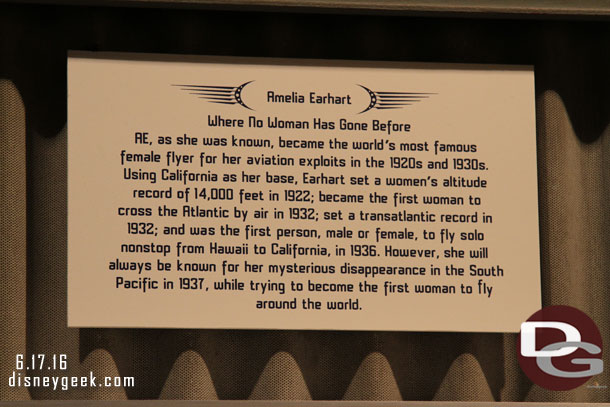 Amelia Earhart
Where No Woman Has Gone Before
AE, as she was known, became the world's most famous
female flyer for her aviation exploits in the 1920s and 1930s.
Using California as her base, Earhart set a women's altitude
record of 14,000 feet in 1922; became the first woman to
cross the Atlantic by air in 1932; set a transatlantic record in
1932; and was the first person, male or female, to fly solo
nonstop from Hawaii to California, in 1936. However, she will
always be known for her mysterious disappearance in the South
Pacific in 1937, while trying to become the first woman to fly
around the world.
6.17.16
disneygeek.com
DG